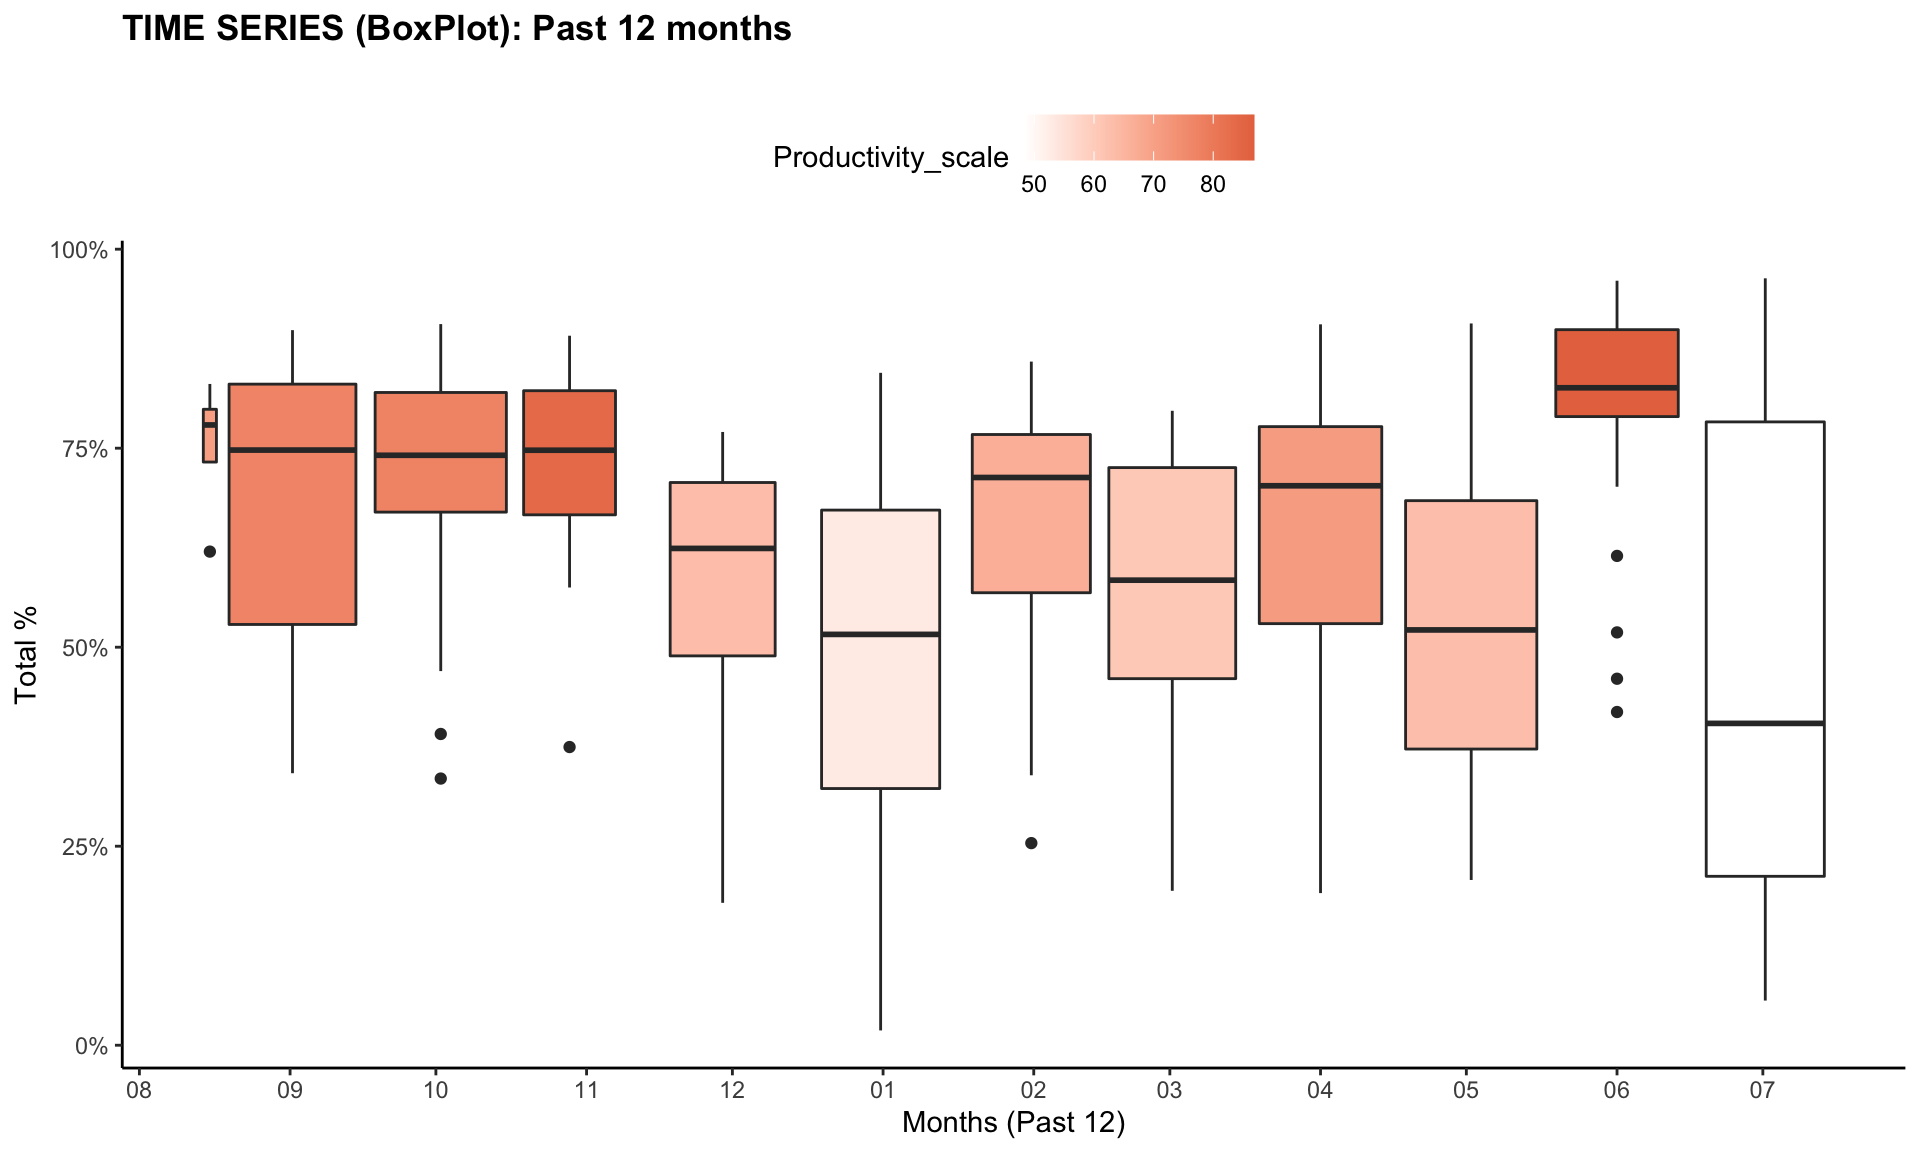 TIME SERIES (BoxPlot): Past 12 months
Productivity_scale
50 60 70 80
100%
75%
50%
25%
0%
Total %
08 09 10 11 12 01 02 03 04 05 06 07
Months (Past 12)